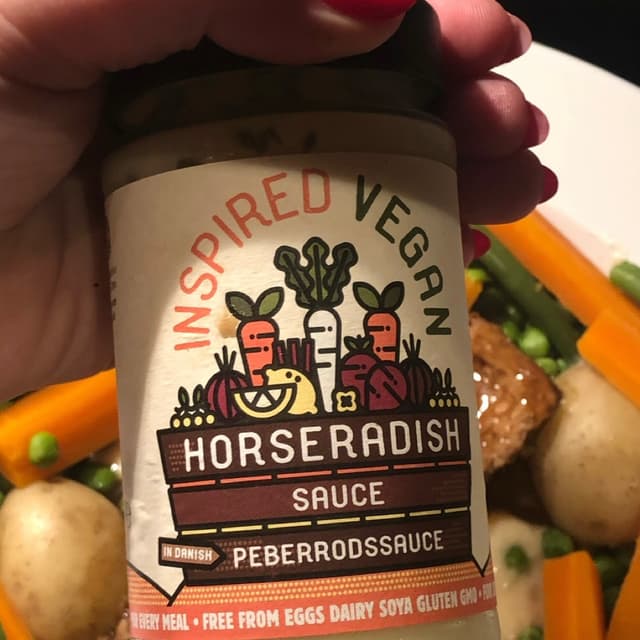 INSPIRED VEGAN
HORSERADISH
SAUCE
IN DANISH
PEBERRODSSAUCE
EVERY MEAL • FREE FROM EGGS DAIRY SOYA GLUTEN GMO •